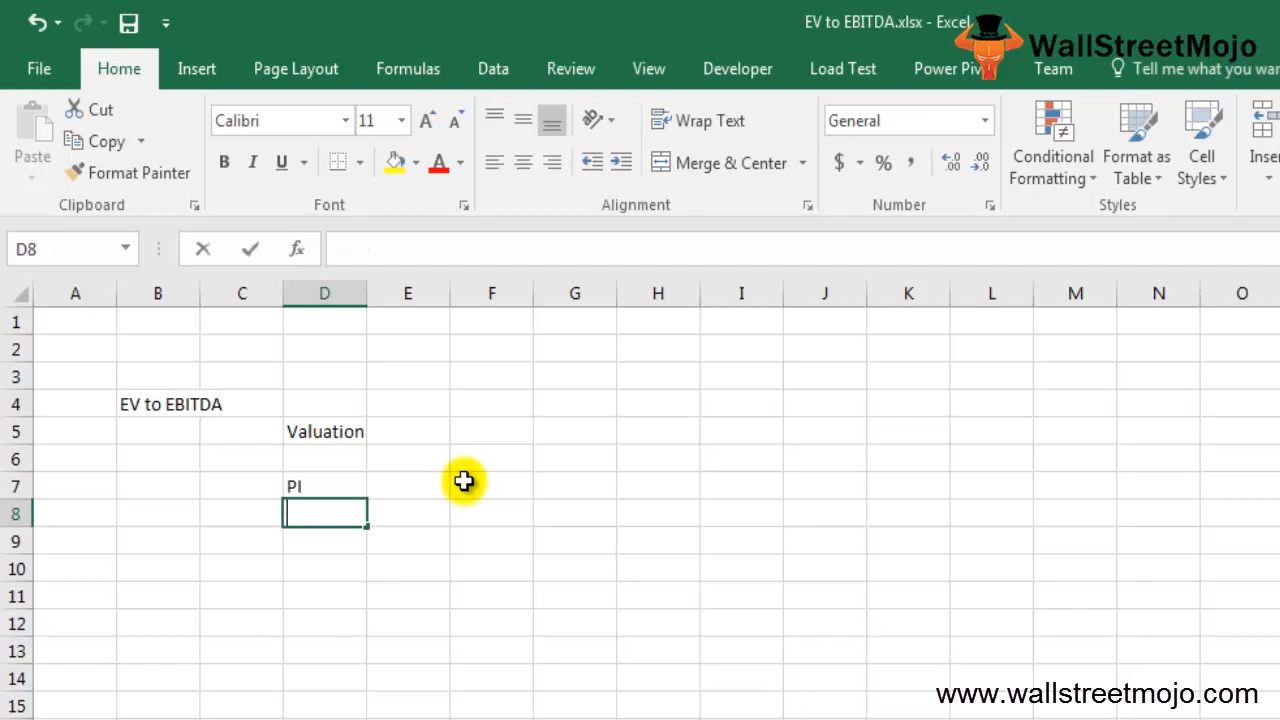 EV to EBITDA.xlsx - Excel
WallStreetMojo
File Home Insert Page Layout Formulas Data Review View Developer Load Test Power Piv Team Tell me what you wan
Cut
Calibri 11
Wrap Text
General
Copy
Paste
B I U A
Merge & Center
$ % ,
Conditional Formatting
Format as Table
Cell Styles
Inser
Format Painter
Clipboard Font Alignment Number Styles
D8 fx
A B C D E F G H I J K L M N O
1
2
3
4 EV to EBITDA
5 Valuation
6
7 PI
8
9
10
11
12
13
14
15
www.wallstreetmojo.com